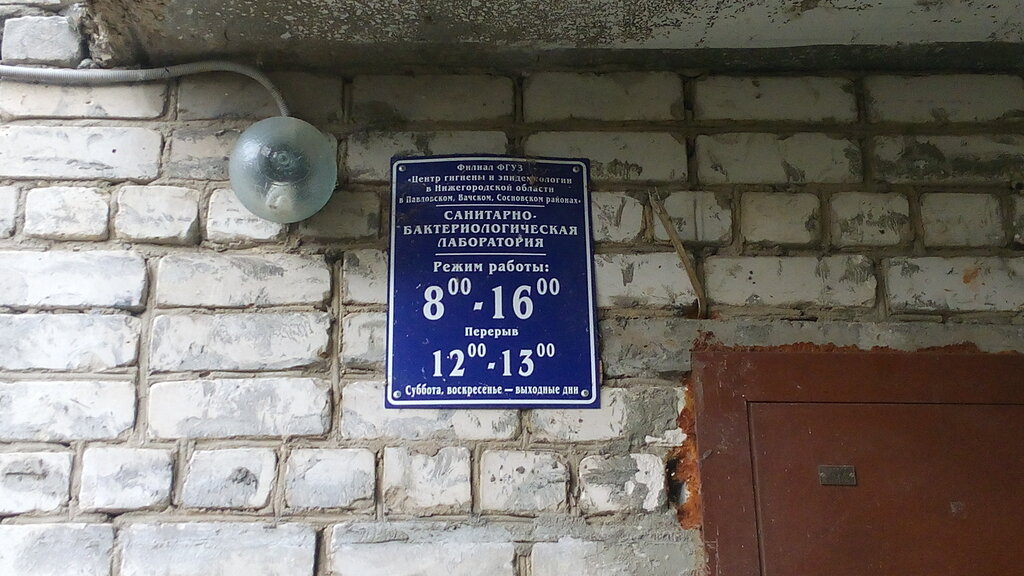 Филиал ФГУЗ
«Центр гигиены и эпидемиологии
в Нижегородской области
в Павловском, Вачском, Сосновском районах»
САНИТАРНО-
БАКТЕРИОЛОГИЧЕСКАЯ
ЛАБОРАТОРИЯ
Режим работы:
8⁰⁰ - 16⁰⁰
Перерыв
12⁰⁰ - 13⁰⁰
Суббота, воскресенье — выходные дни